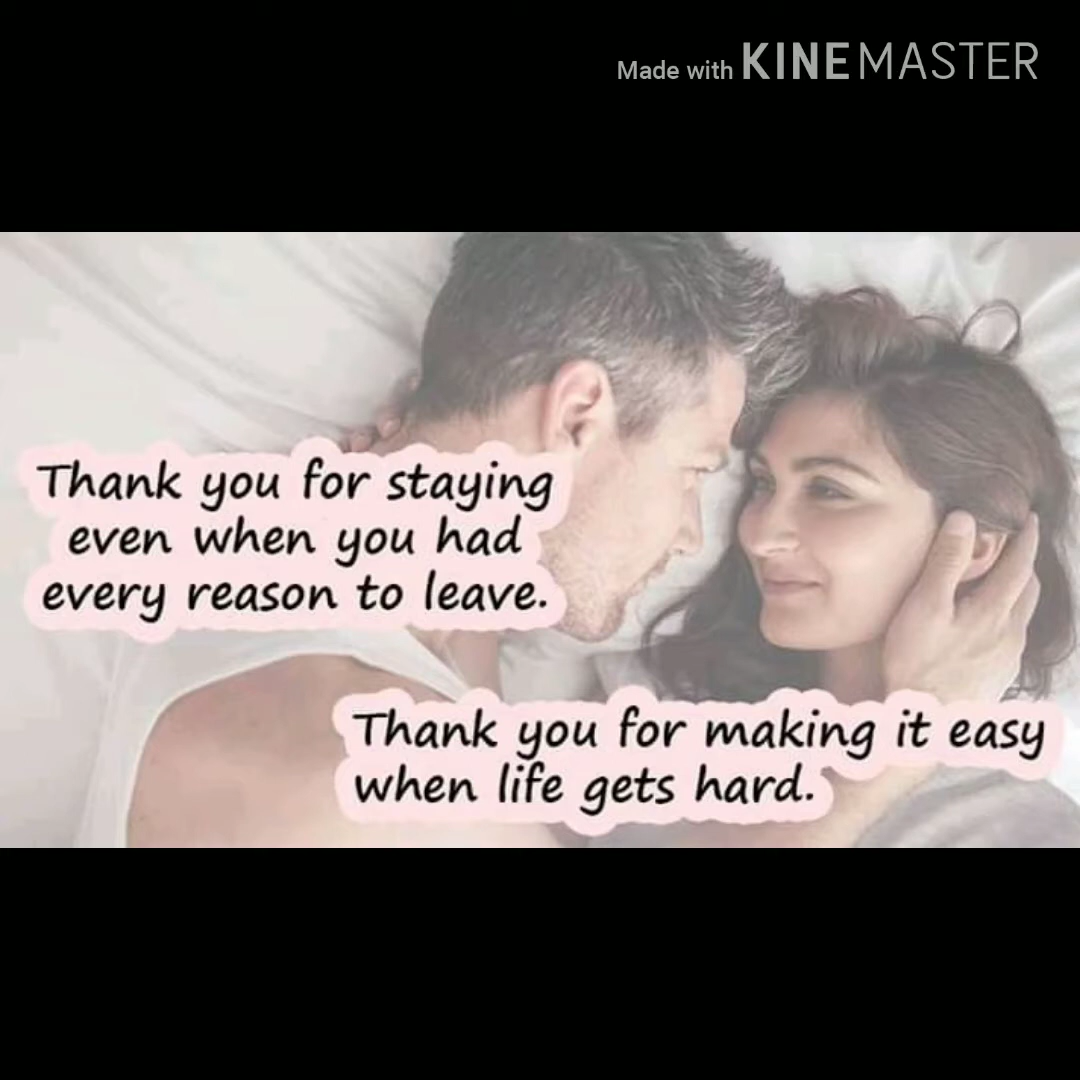 Made with KINEMASTER
Thank you for staying
even when you had
every reason to leave.
Thank you for making it easy
when life gets hard.